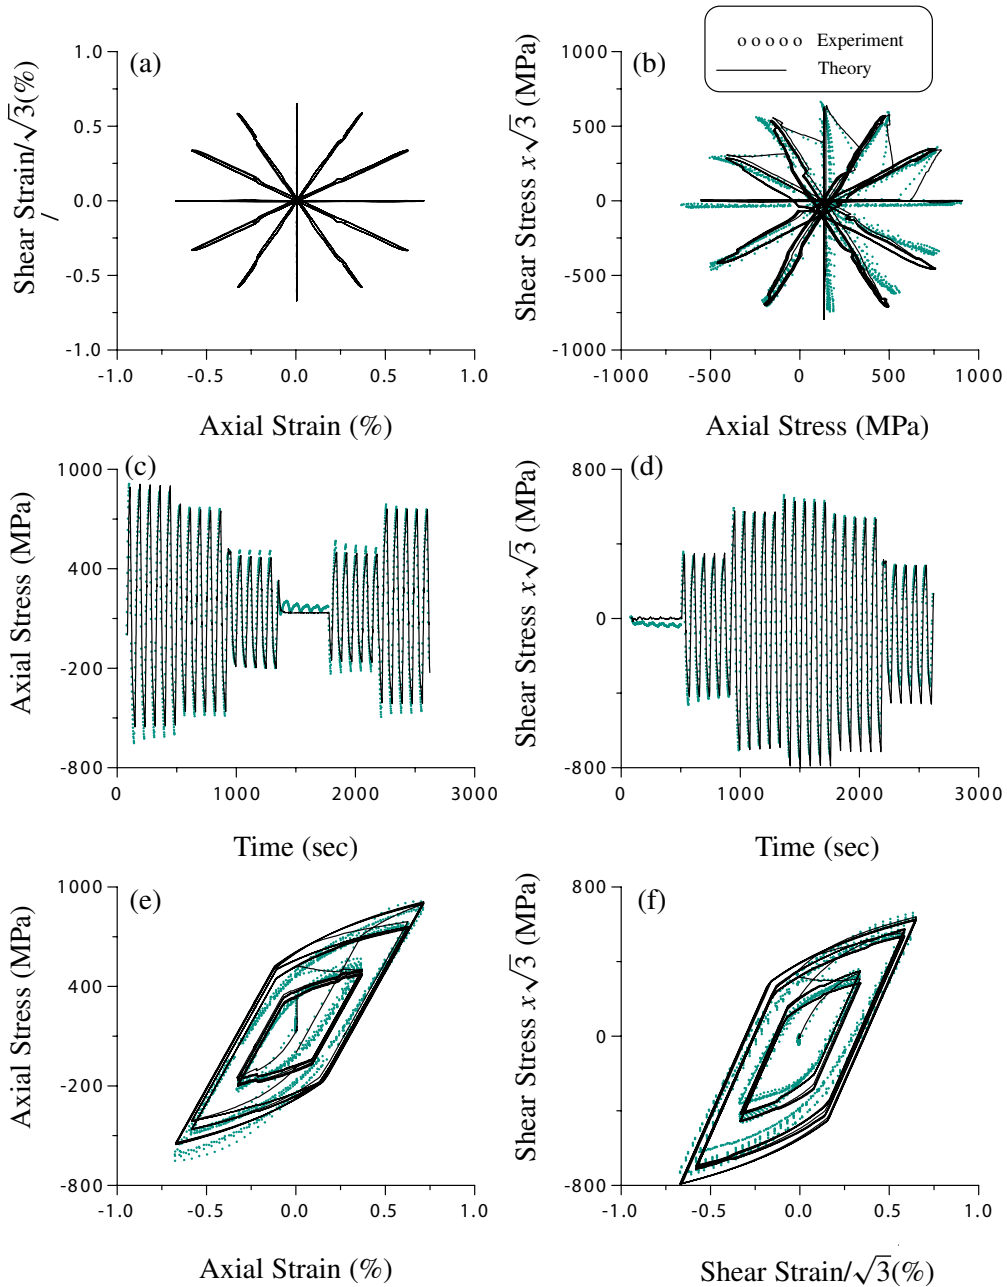 o o o o o Experiment
Theory
(a)
Shear Strain/√3(%)
/
1.0
0.5
0.0
-0.5
-1.0
-1.0 -0.5 0.0 0.5 1.0
Axial Strain (%)
(b)
Shear Stress x√3 (MPa)
1000
500
0
-500
-1000
-1000 -500 0 500 1000
Axial Stress (MPa)
(c)
Axial Stress (MPa)
1000
400
-200
-800
0 1000 2000 3000
Time (sec)
(d)
Shear Stress x√3 (MPa)
800
0
-800
0 1000 2000 3000
Time (sec)
(e)
Axial Stress (MPa)
1000
400
-200
-800
-1.0 -0.5 0.0 0.5 1.0
Axial Strain (%)
(f)
Shear Stress x√3 (MPa)
800
0
-800
-1.0 -0.5 0.0 0.5 1.0
Shear Strain/√3(%)